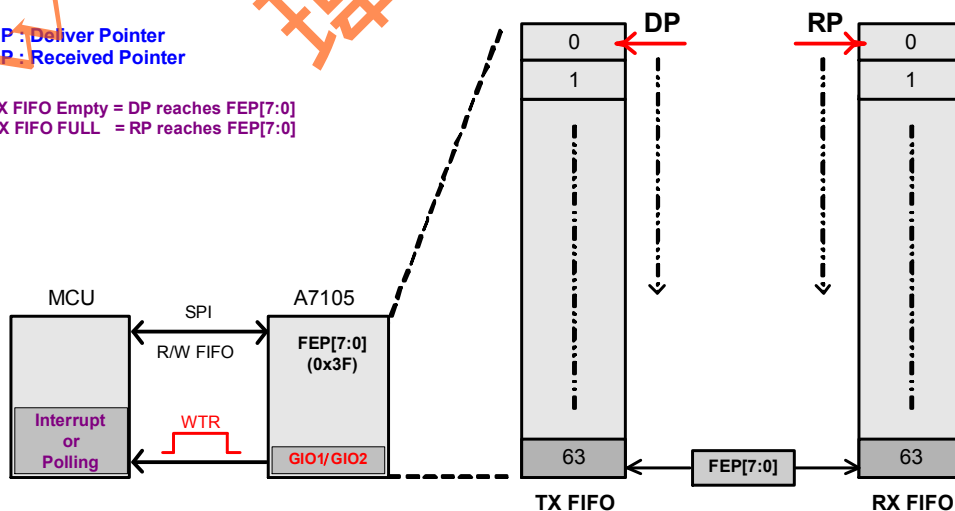 P : Deliver Pointer
P : Received Pointer
X FIFO Empty = DP reaches FEP[7:0]
X FIFO FULL = RP reaches FEP[7:0]
DP
RP
0
0
1
1
MCU
SPI
A7105
R/W FIFO
FEP[7:0]
(0x3F)
Interrupt
or
Polling
WTR
GIO1/GIO2
63
FEP[7:0]
63
TX FIFO
RX FIFO